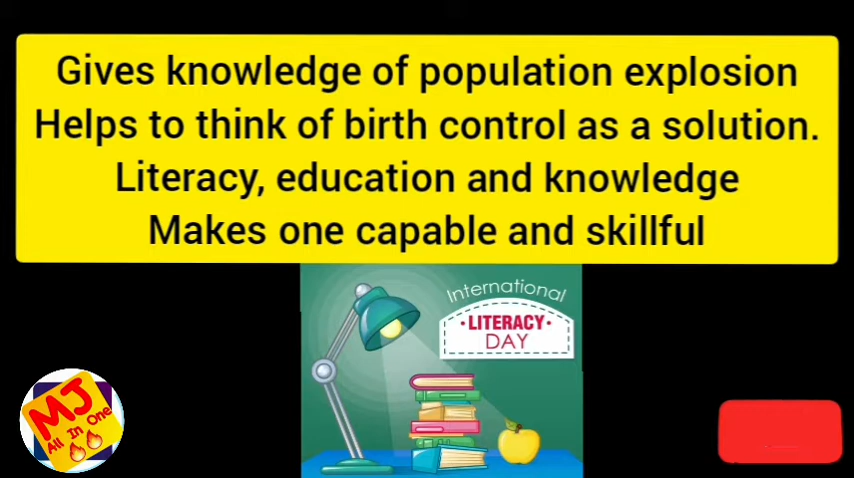 Gives knowledge of population explosion
Helps to think of birth control as a solution.
Literacy, education and knowledge
Makes one capable and skillful
International
•LITERACY•
DAY
MJ
All In One